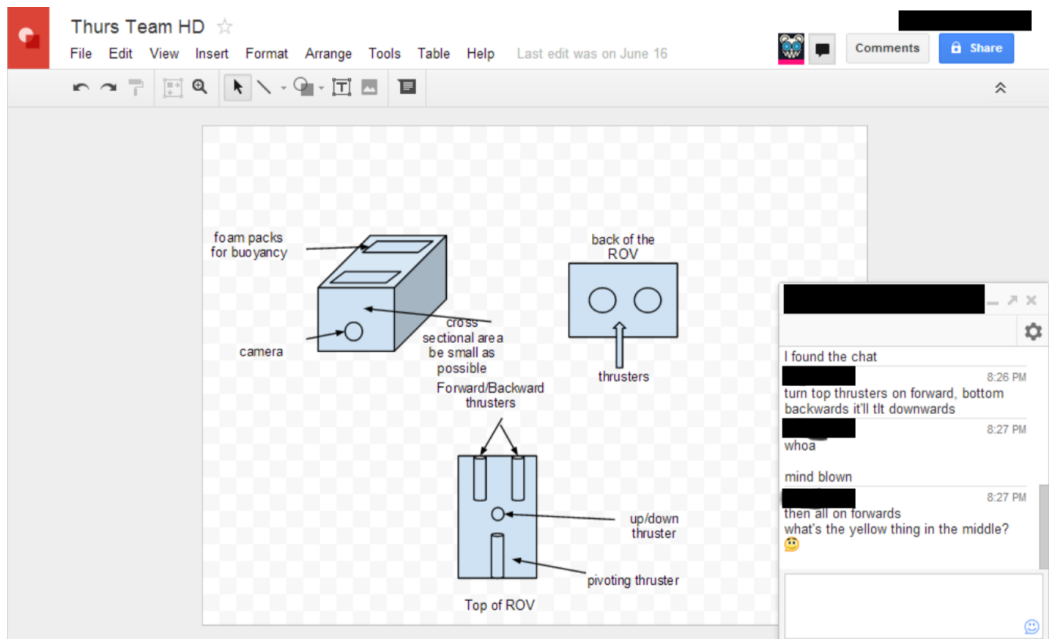 Thurs Team HD
File Edit View Insert Format Arrange Tools Table Help Last edit was on June 16
Comments
Share
foam packs
for buoyancy
camera
cross
sectional area
be small as
possible
back of the
ROV
thrusters
Forward/Backward
thrusters
up/down
thruster
pivoting thruster
Top of ROV
I found the chat
8:26 PM
turn top thrusters on forward, bottom
backwards it'll tlt downwards
8:27 PM
whoa
mind blown
8:27 PM
then all on forwards
what's the yellow thing in the middle?